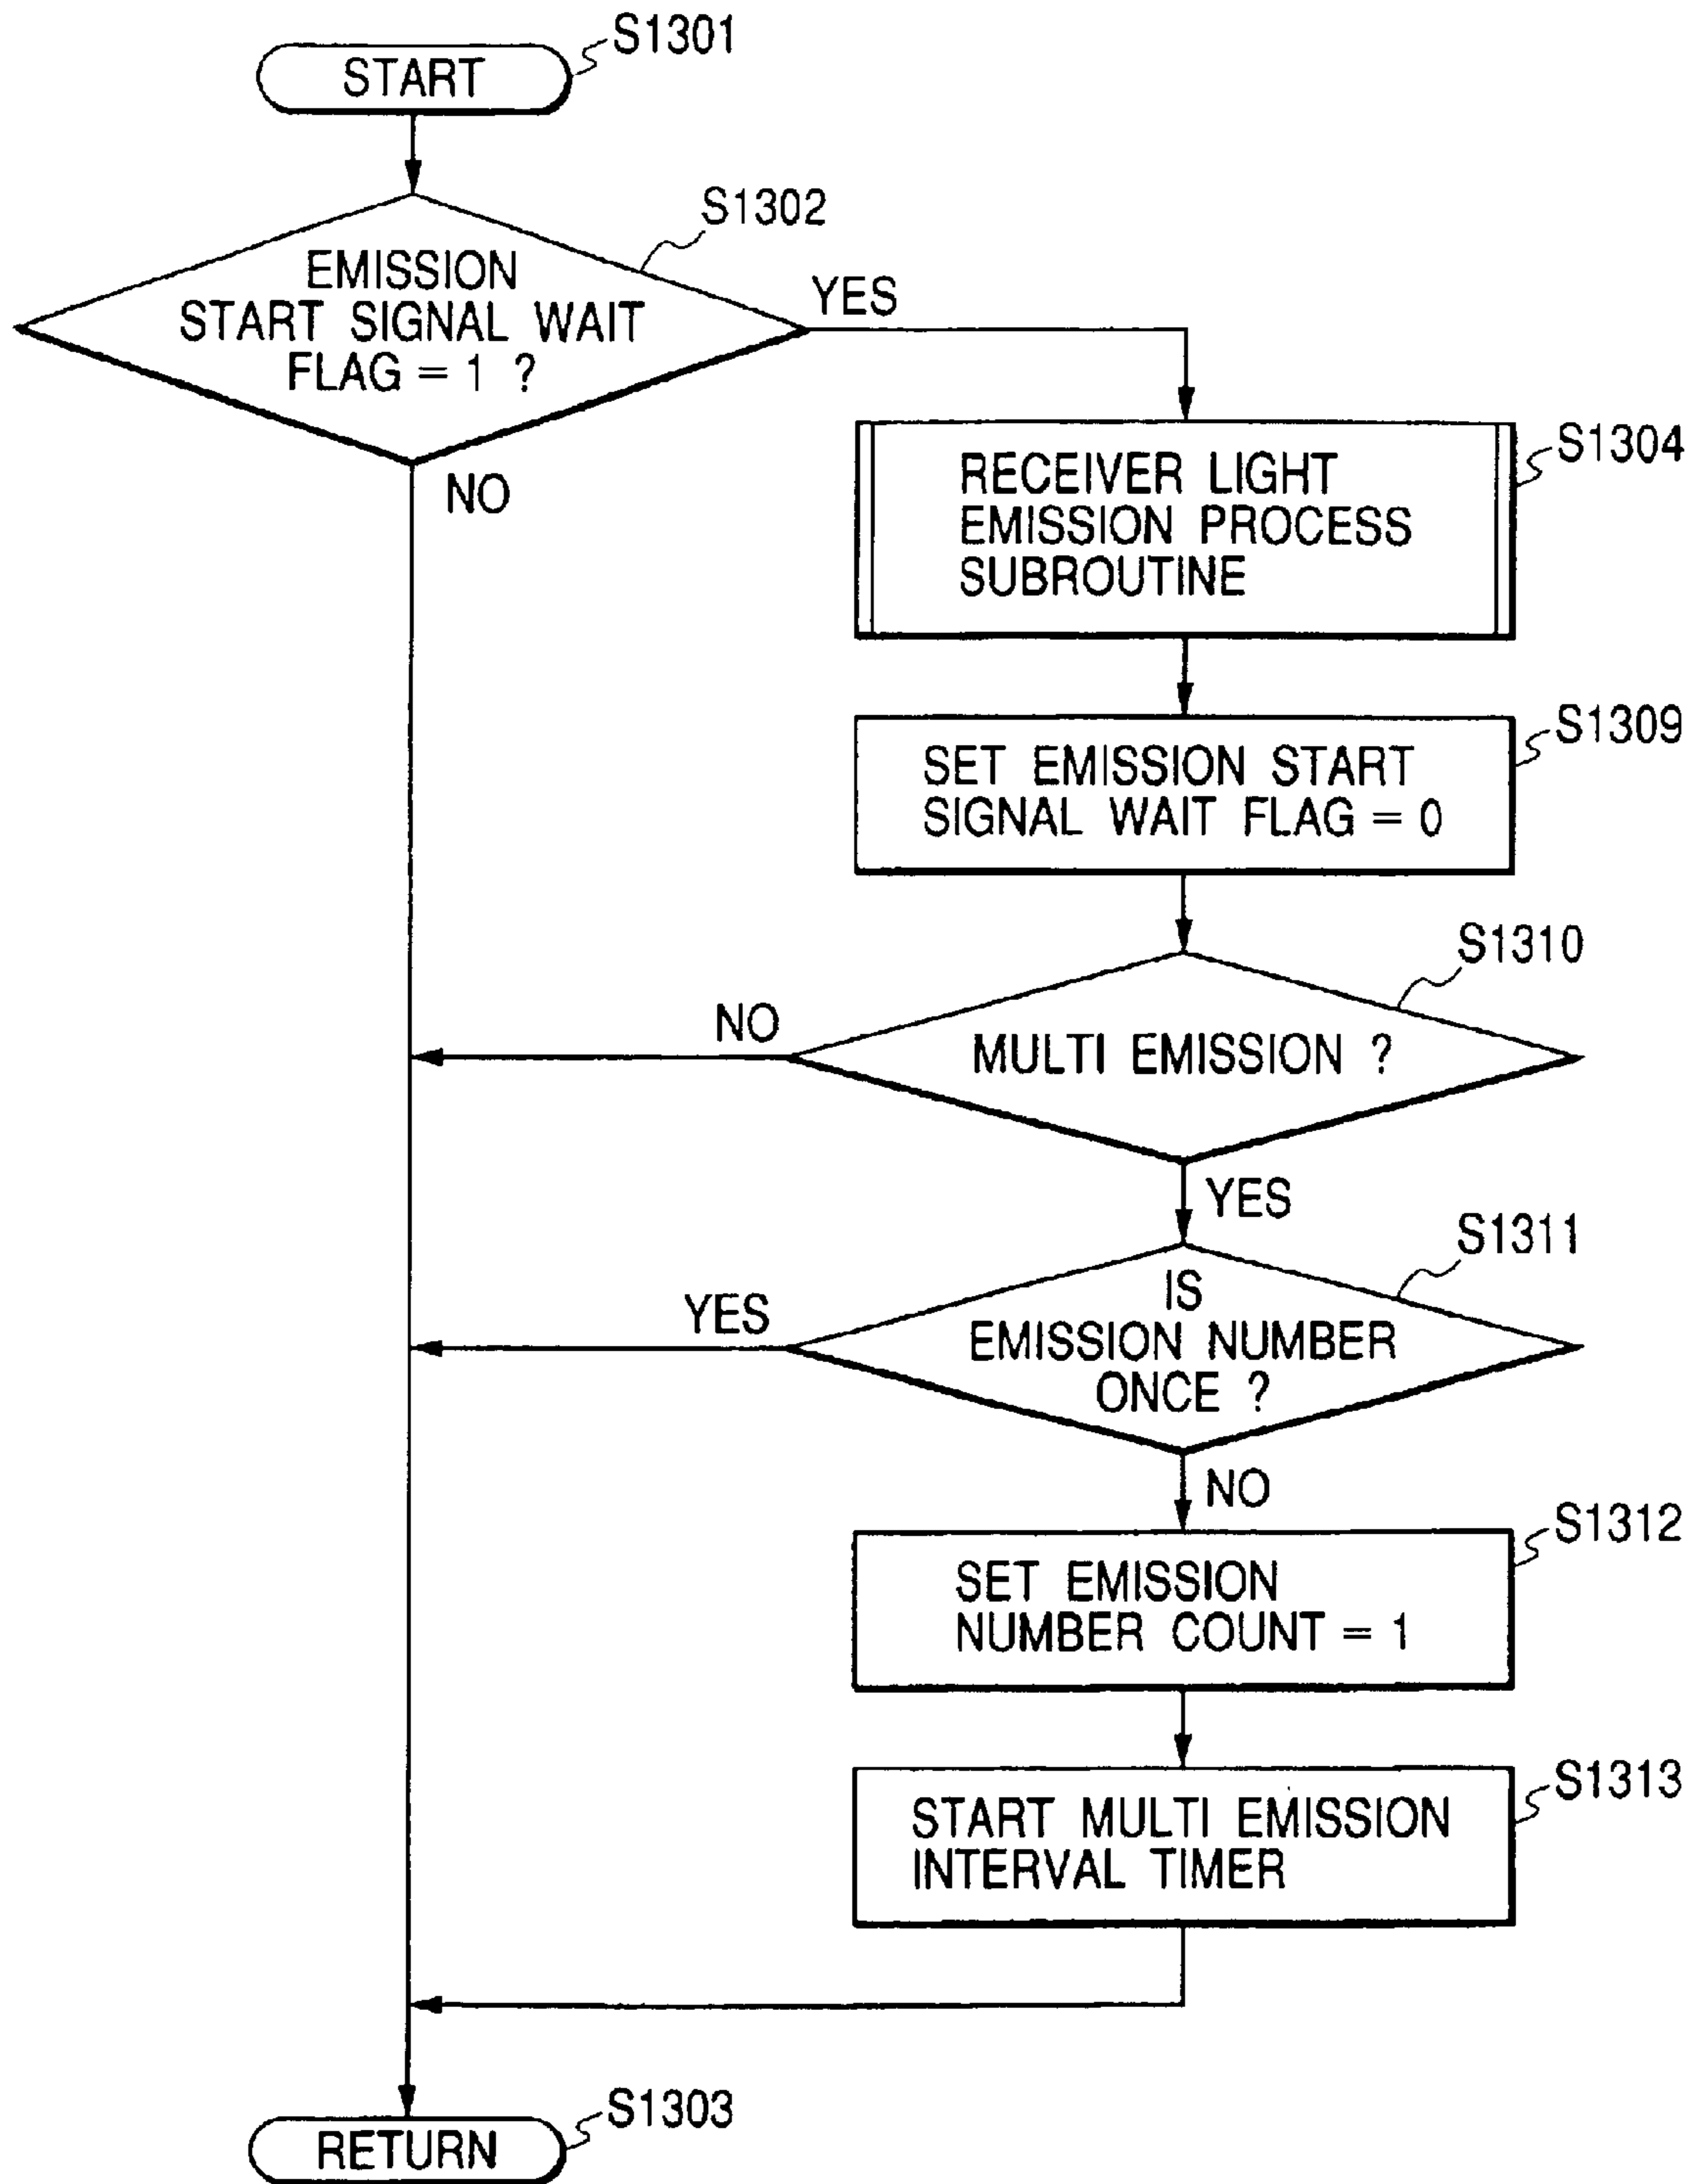 START
S1301
S1302
EMISSION
START SIGNAL WAIT
FLAG = 1 ?
YES
NO
S1304
RECEIVER LIGHT
EMISSION PROCESS
SUBROUTINE
S1309
SET EMISSION START
SIGNAL WAIT FLAG = 0
S1310
NO
MULTI EMISSION ?
YES
S1311
YES
IS
EMISSION NUMBER
ONCE ?
NO
S1312
SET EMISSION
NUMBER COUNT = 1
S1313
START MULTI EMISSION
INTERVAL TIMER
S1303
RETURN